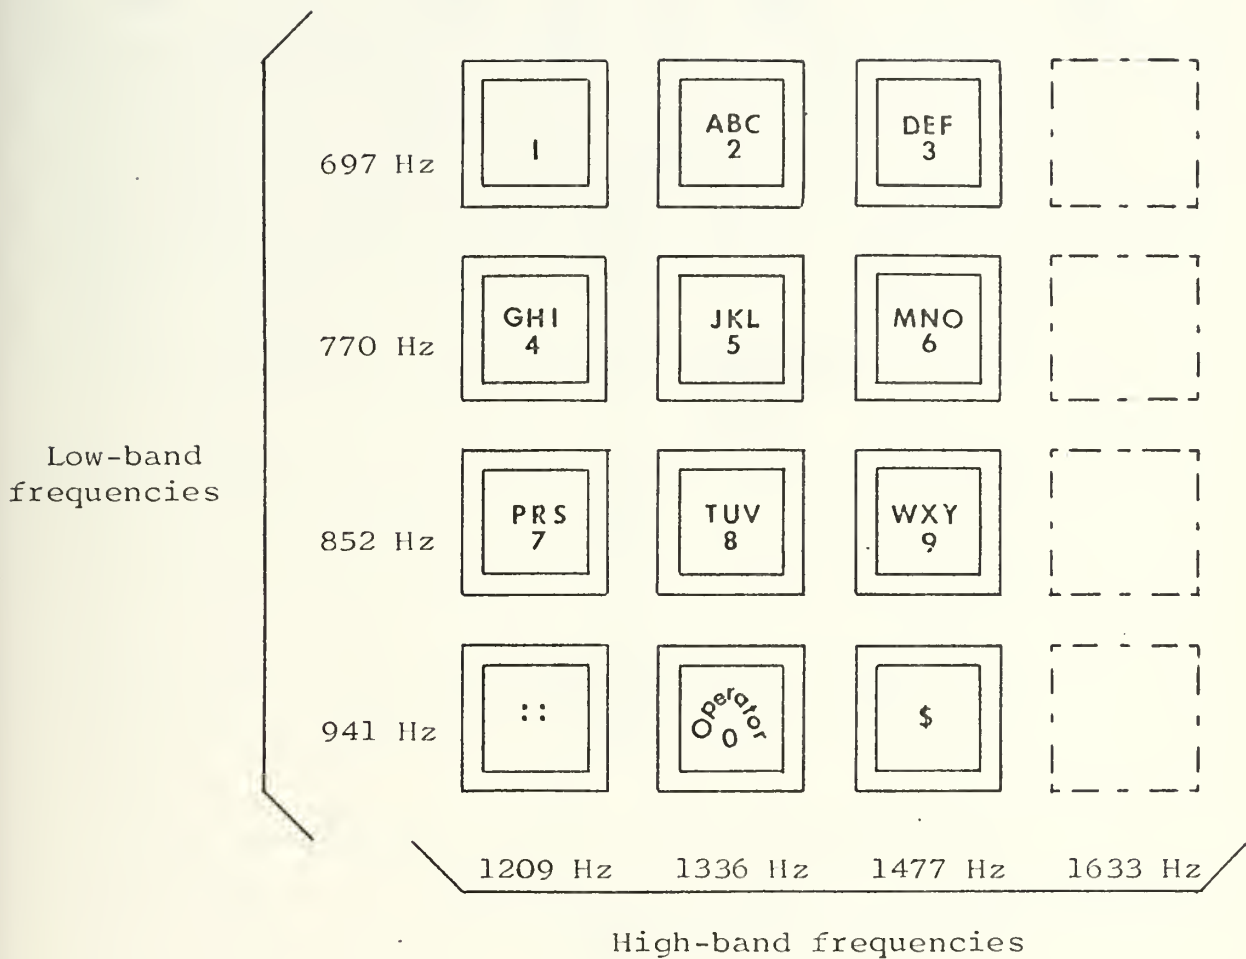 ABC
DEF
697 Hz
1
2
3
GHI
JKL
MNO
770 Hz
4
5
6
Low-band
frequencies
PRS
TUV
WXY
852 Hz
7
8
9
941 Hz
::
Operator
0
$
1209 Hz
1336 Hz
1477 Hz
1633 Hz
High-band frequencies